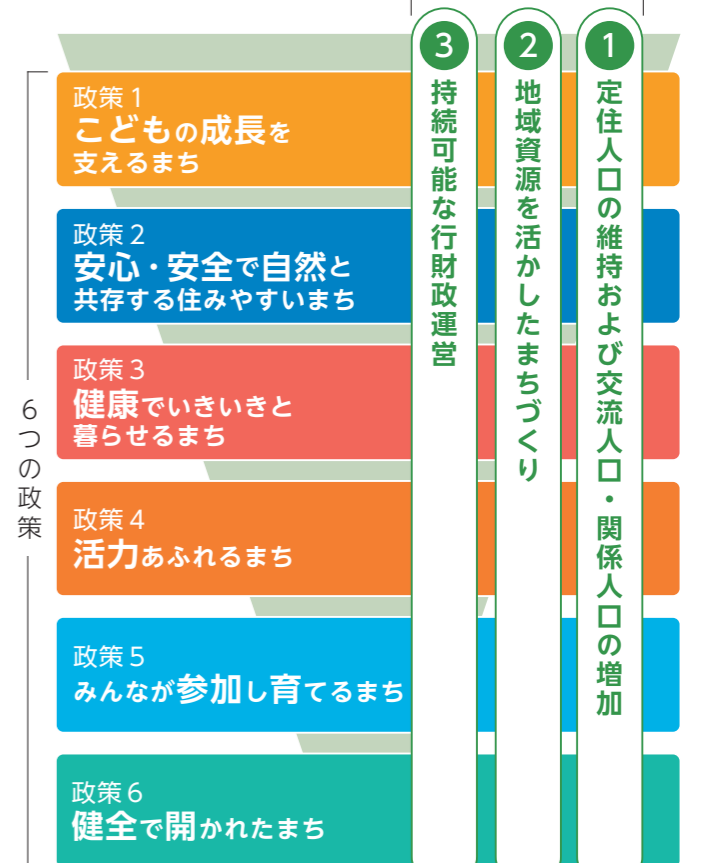 6つの政策
政策1
こどもの成長を
支えるまち
政策2
安心・安全で自然と
共存する住みやすいまち
政策3
健康でいきいきと
暮らせるまち
政策4
活力あふれるまち
政策5
みんなが参加し育てるまち
政策6
健全で開かれたまち
1
定住人口の維持および交流人口・関係人口の増加
2
地域資源を活かしたまちづくり
3
持続可能な行財政運営